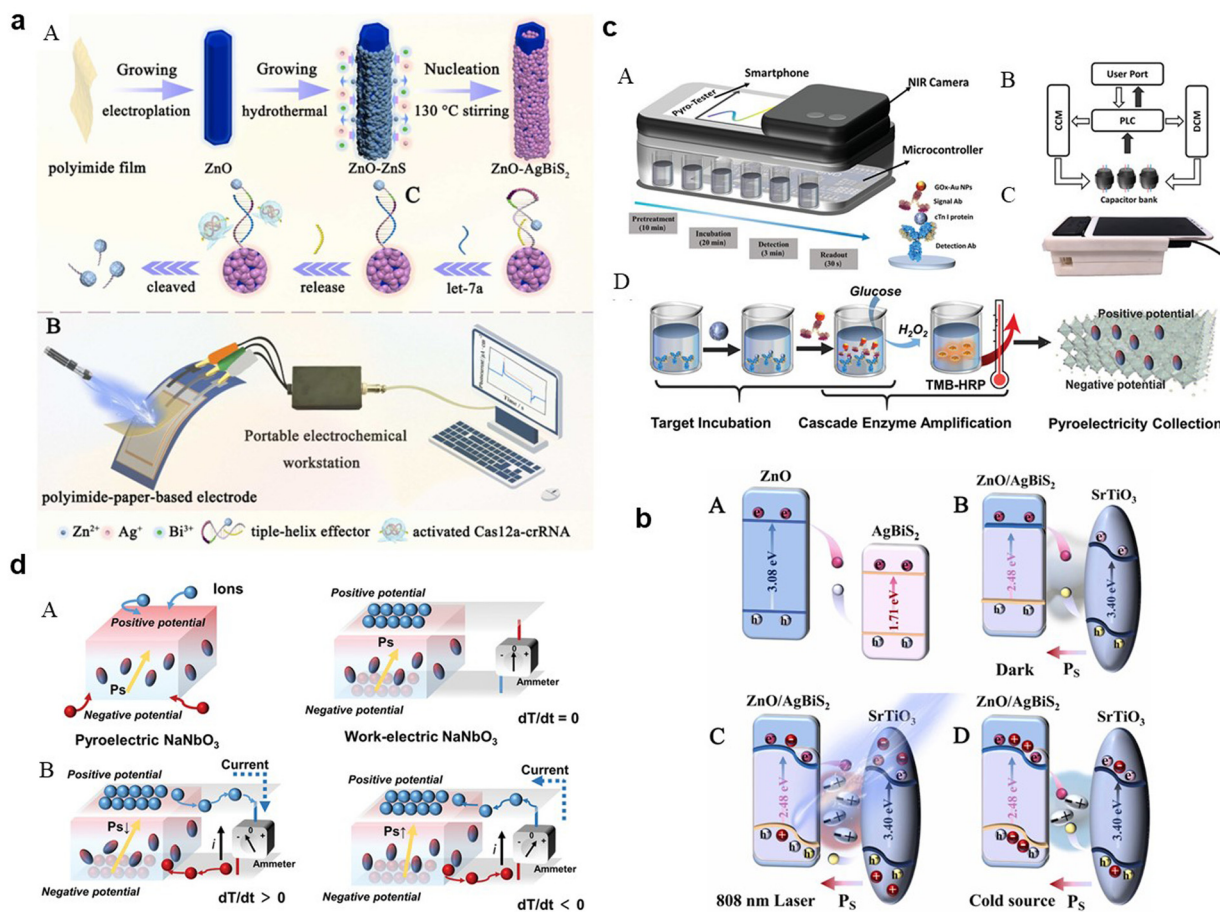 a
A
Growing
electroplation
Growing
hydrothermal
Nucleation
130 °C stirring
polyimide film
ZnO
ZnO-ZnS
ZnO-AgBiS2
C
cleaved
release
let-7a
B
Portable electrochemical
workstation
Time / s
polyimide-paper-based electrode
Zn2+ Ag+ Bi3+ tiple-helix effector activated Cas12a-crRNA
c
A
Smartphone
NIR Camera
Pyro-Tester
Microcontroller
GOx-Au NPs
Signal Ab
cTn I protein
Detection Ab
Pretreatment
(10 min)
Incubation
(20 min)
Detection
(3 min)
Readout
(30 s)
B
User Port
CCM
PLC
DCM
Capacitor bank
C
D
Glucose
H2O2
TMB-HRP
Target Incubation
Cascade Enzyme Amplification
Positive potential
Negative potential
Pyroelectricity Collection
b
A
ZnO
3.08 eV
AgBiS2
1.71 eV
e e
e e
h h
h h
B
ZnO/AgBiS2
SrTiO3
2.48 eV
3.40 eV
Dark
PS
C
ZnO/AgBiS2
SrTiO3
2.48 eV
3.40 eV
808 nm Laser
PS
D
ZnO/AgBiS2
SrTiO3
2.48 eV
3.40 eV
Cold source
PS
d
A
Ions
Positive potential
Ps
Negative potential
Pyroelectric NaNbO3
Positive potential
Ps
- 0 +
Ammeter
Negative potential
dT/dt = 0
Work-electric NaNbO3
B
Current
Positive potential
Ps↓
i
- 0 +
Ammeter
Negative potential
dT/dt > 0
Current
Positive potential
Ps↑
i
- 0 +
Ammeter
Negative potential
dT/dt < 0